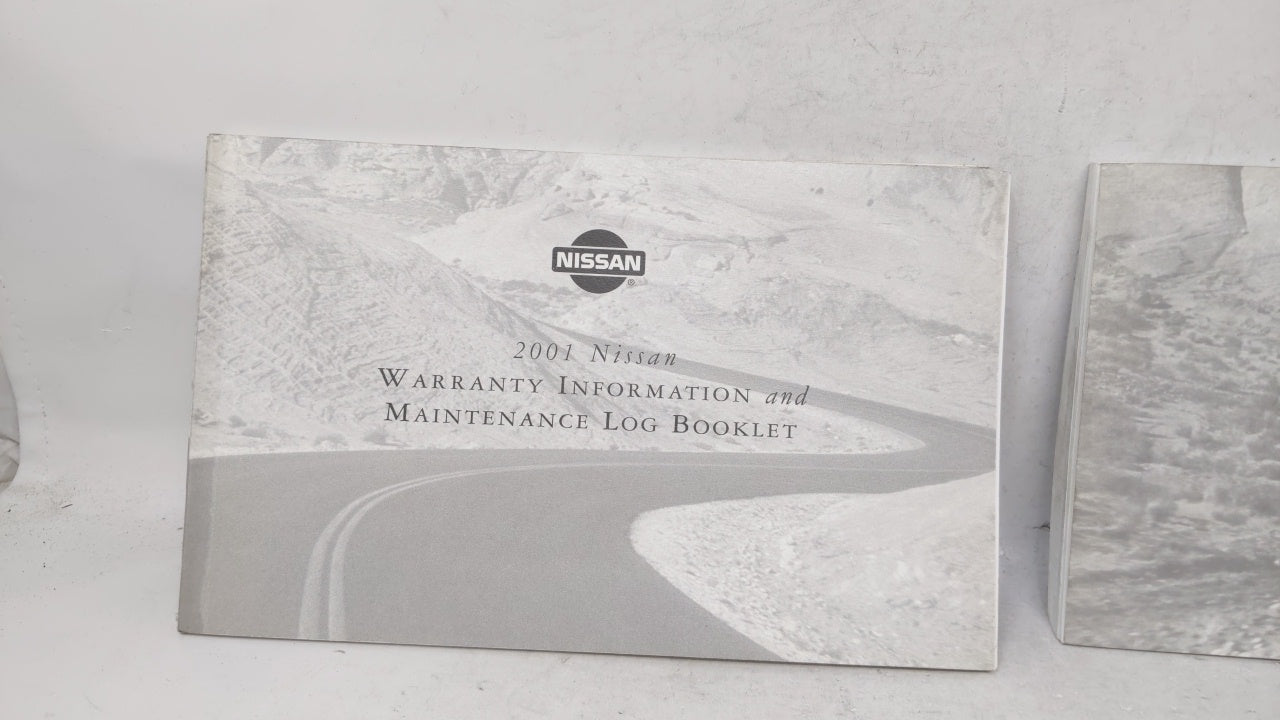 NISSAN
®
2001 Nissan
WARRANTY INFORMATION and
MAINTENANCE LOG BOOKLET